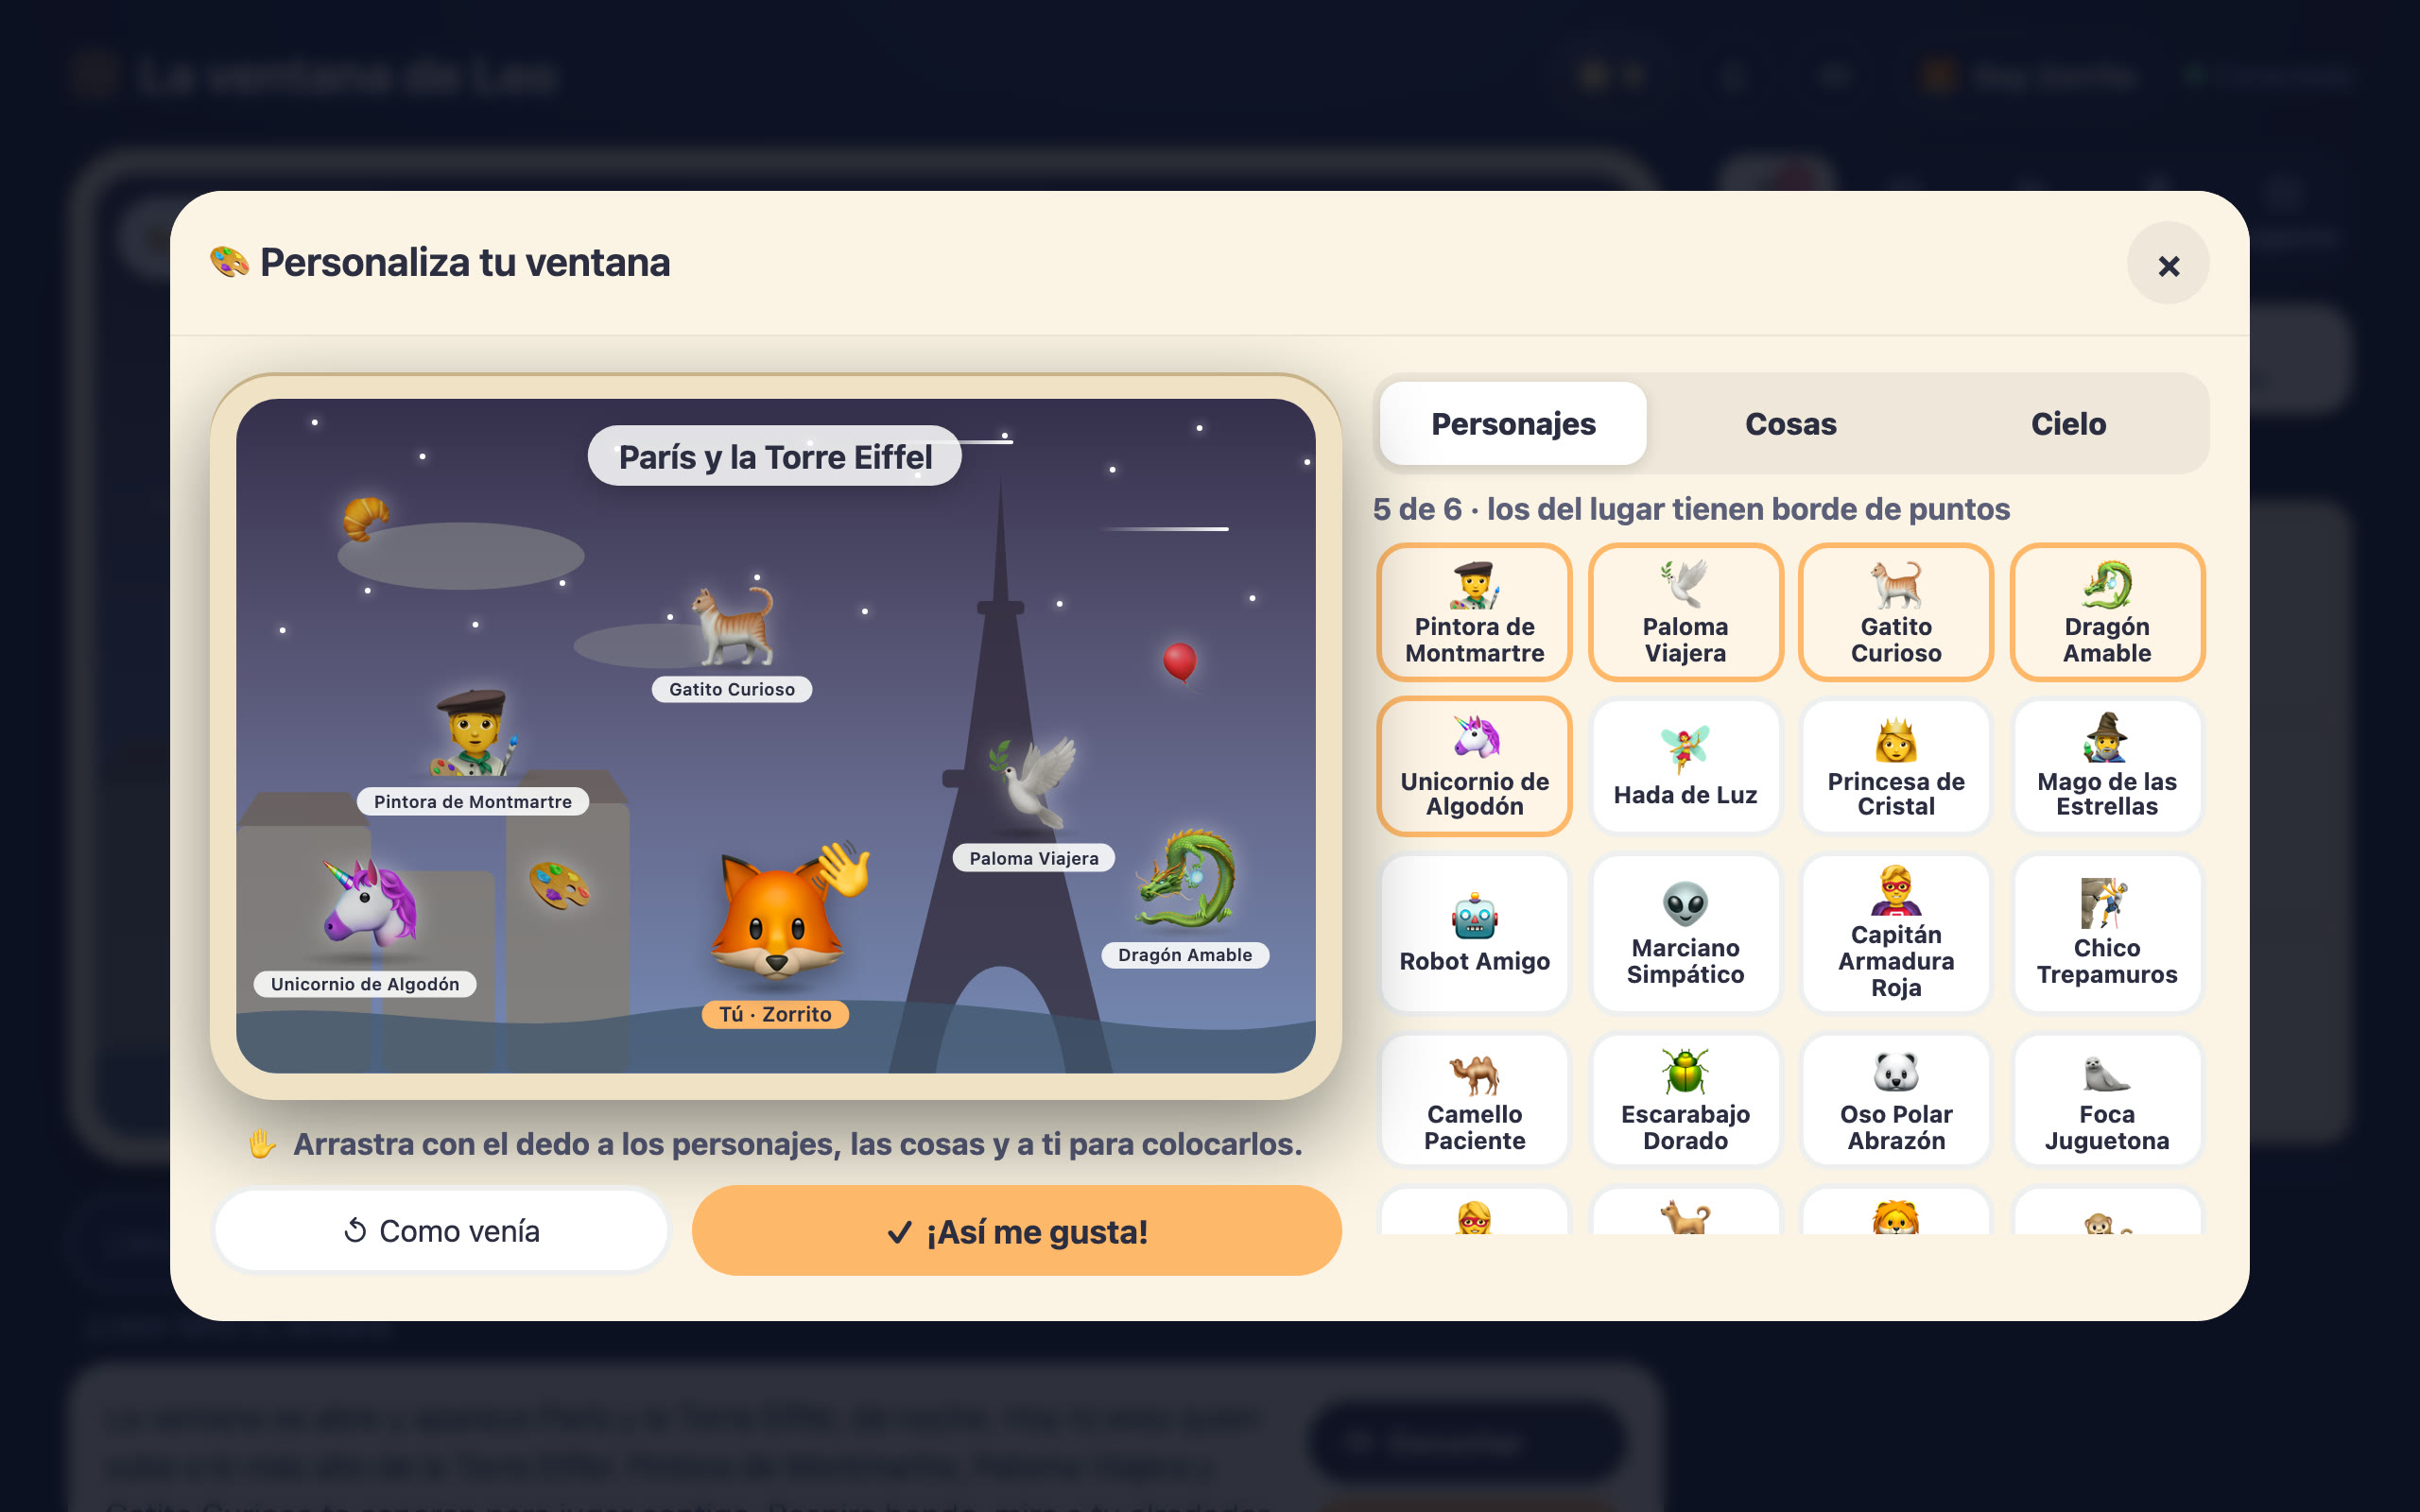 La ventana de Leo
🎨 Personaliza tu ventana
×
París y la Torre Eiffel
Gatito Curioso
Pintora de Montmartre
Paloma Viajera
Dragón Amable
Unicornio de Algodón
Tú · Zorrito
✋ Arrastra con el dedo a los personajes, las cosas y a ti para colocarlos.
↺ Como venía
✓ ¡Así me gusta!
Personajes
Cosas
Cielo
5 de 6 · los del lugar tienen borde de puntos
Pintora de
Montmartre
Paloma
Viajera
Gatito
Curioso
Dragón
Amable
Unicornio de
Algodón
Hada de Luz
Princesa de
Cristal
Mago de las
Estrellas
Robot Amigo
Marciano
Simpático
Capitán
Armadura
Roja
Chico
Trepamuros
Camello
Paciente
Escarabajo
Dorado
Oso Polar
Abrazón
Foca
Juguetona